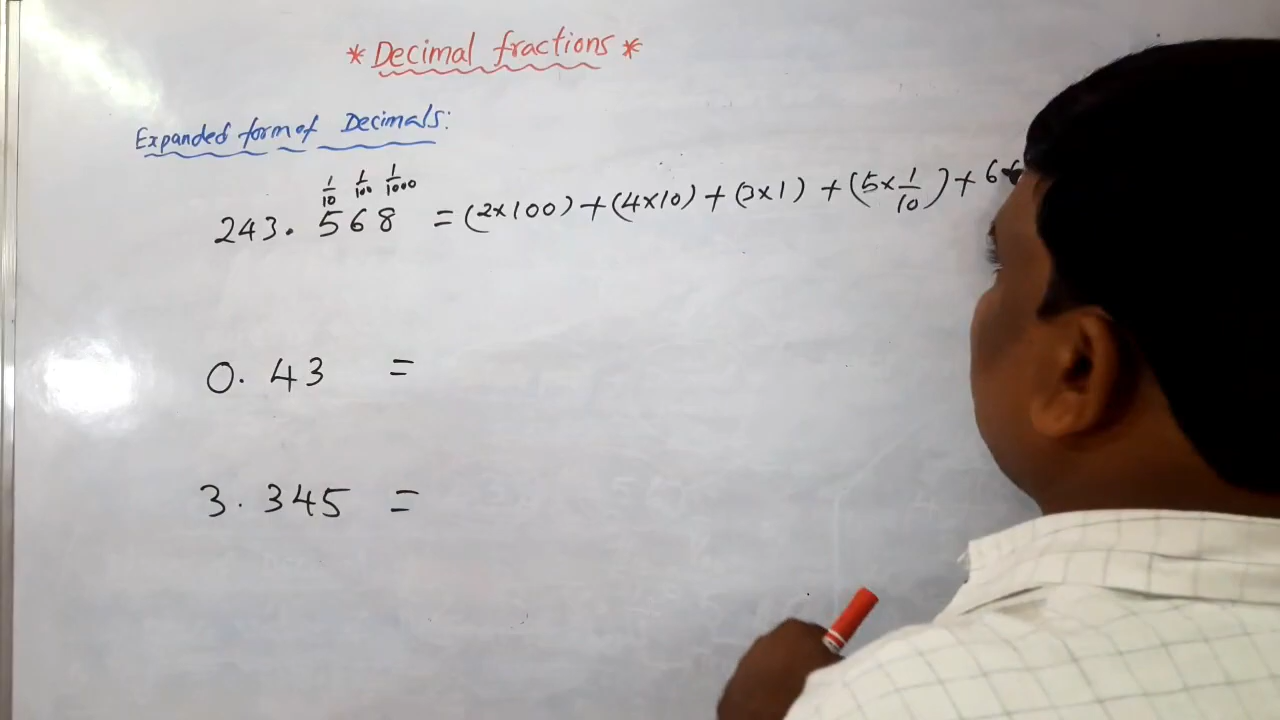 * Decimal fractions *
Expanded form of Decimals:
1/10 1/100 1/1000
243.568 = (2×100) + (4×10) + (3×1) + (5×1/10) + 6
0.43 =
3.345 =